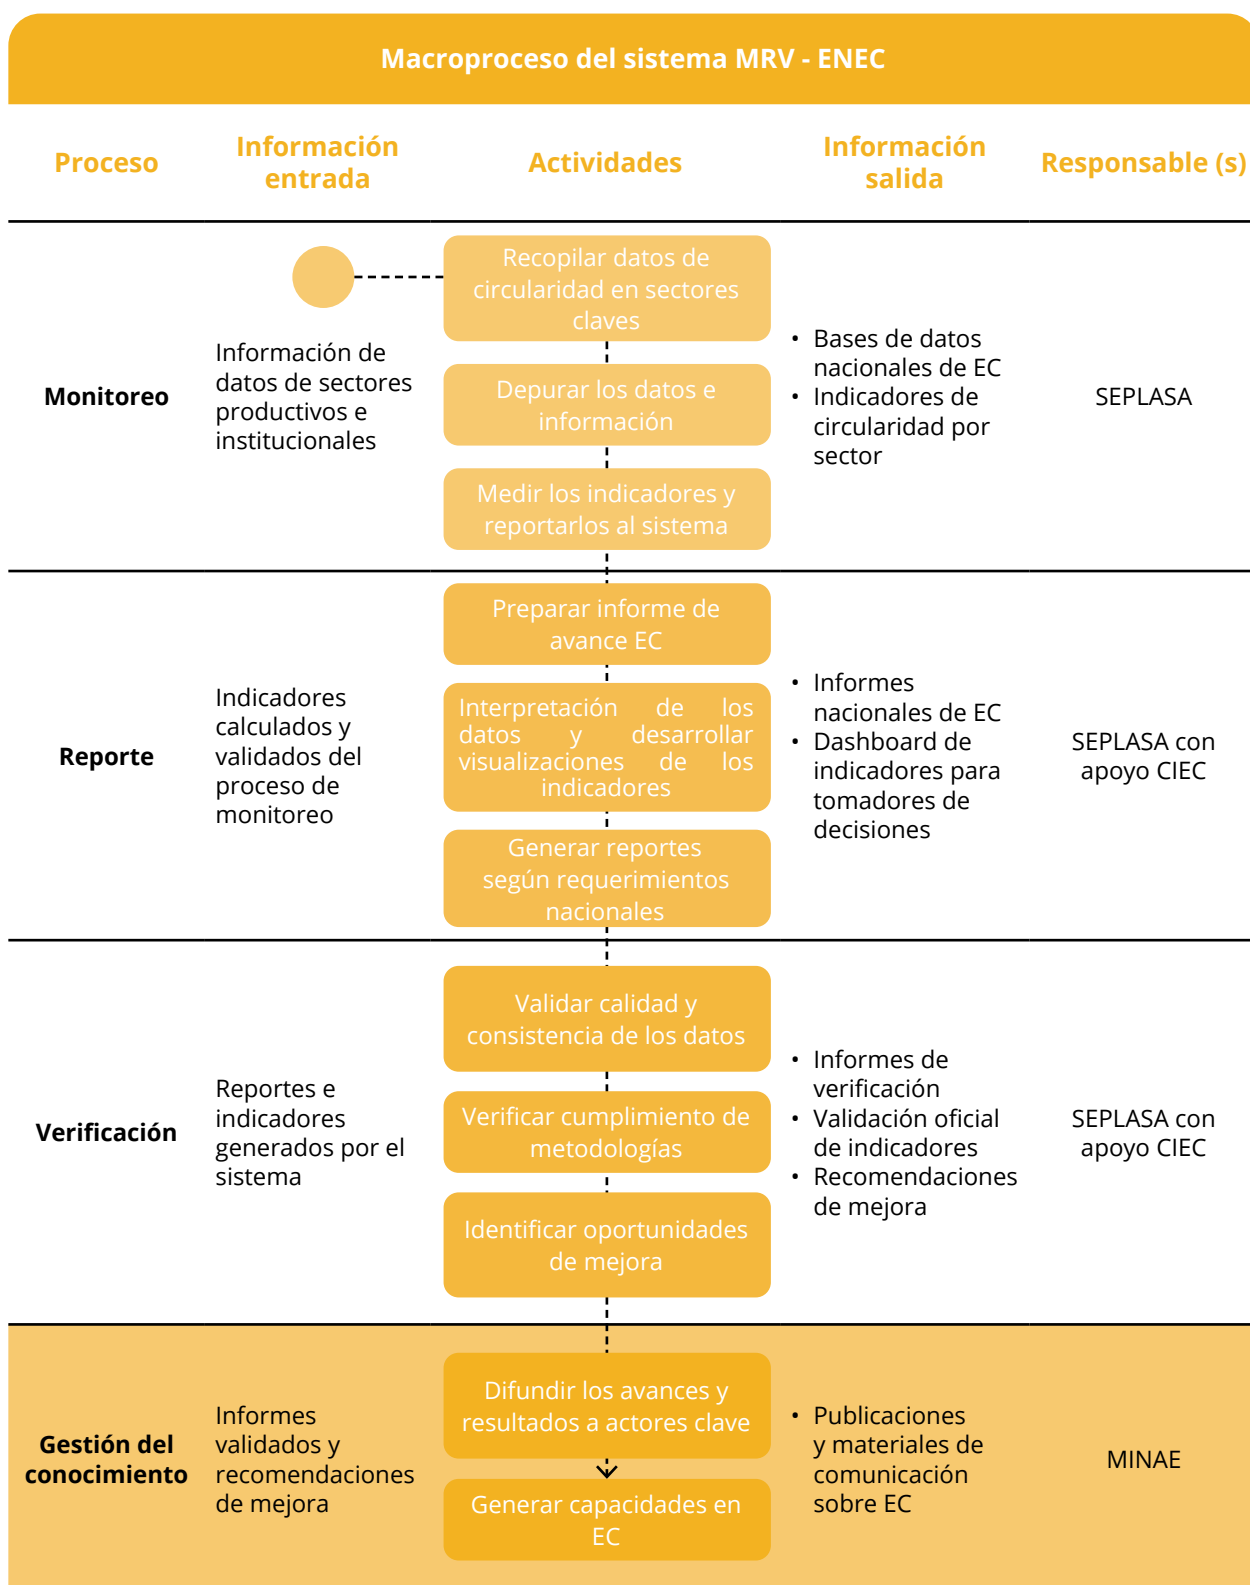 Macroproceso del sistema MRV - ENEC
Proceso
Información
entrada
Actividades
Información
salida
Responsable (s)
Monitoreo
Información de
datos de sectores
productivos e
institucionales
Recopilar datos de
circularidad en sectores
claves
Depurar los datos e
información
Medir los indicadores y
reportarlos al sistema
• Bases de datos
nacionales de EC
• Indicadores de
circularidad por
sector
SEPLASA
Reporte
Indicadores
calculados y
validados del
proceso de
monitoreo
Preparar informe de
avance EC
Interpretación de los
datos y desarrollar
visualizaciones de los
indicadores
Generar reportes
según requerimientos
nacionales
• Informes
nacionales de EC
• Dashboard de
indicadores para
tomadores de
decisiones
SEPLASA con
apoyo CIEC
Verificación
Reportes e
indicadores
generados por el
sistema
Validar calidad y
consistencia de los datos
Verificar cumplimiento de
metodologías
Identificar oportunidades
de mejora
• Informes de
verificación
• Validación oficial
de indicadores
• Recomendaciones
de mejora
SEPLASA con
apoyo CIEC
Gestión del
conocimiento
Informes
validados y
recomendaciones
de mejora
Difundir los avances y
resultados a actores clave
Generar capacidades en
EC
• Publicaciones
y materiales de
comunicación
sobre EC
MINAE